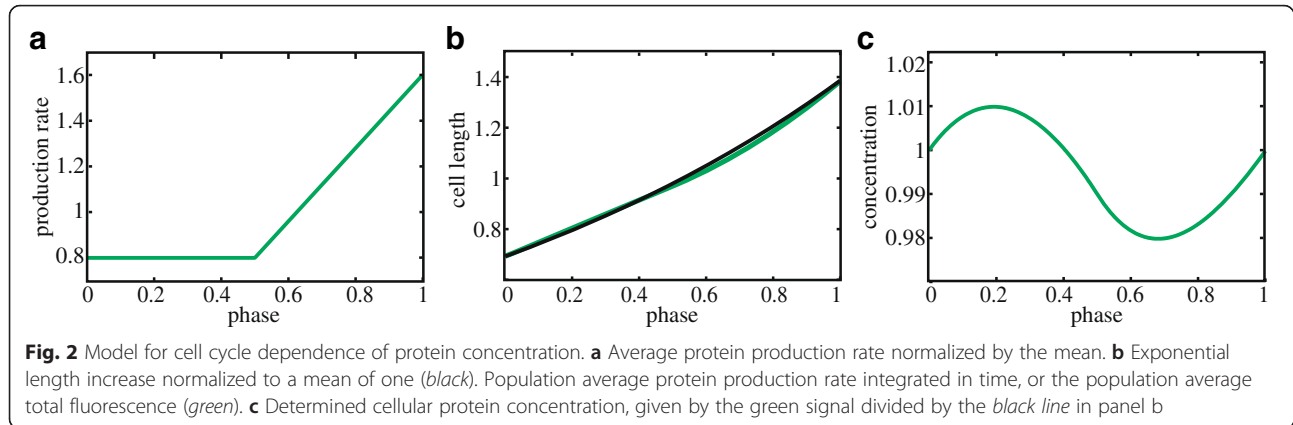 a
production rate
1.6
1.4
1.2
1
0.8
0 0.2 0.4 0.6 0.8 1
phase
b
cell length
1.4
1.2
1
0.8
0 0.2 0.4 0.6 0.8 1
phase
c
concentration
1.02
1.01
1
0.99
0.98
0 0.2 0.4 0.6 0.8 1
phase
Fig. 2 Model for cell cycle dependence of protein concentration. a Average protein production rate normalized by the mean. b Exponential
length increase normalized to a mean of one (black). Population average protein production rate integrated in time, or the population average
total fluorescence (green). c Determined cellular protein concentration, given by the green signal divided by the black line in panel b